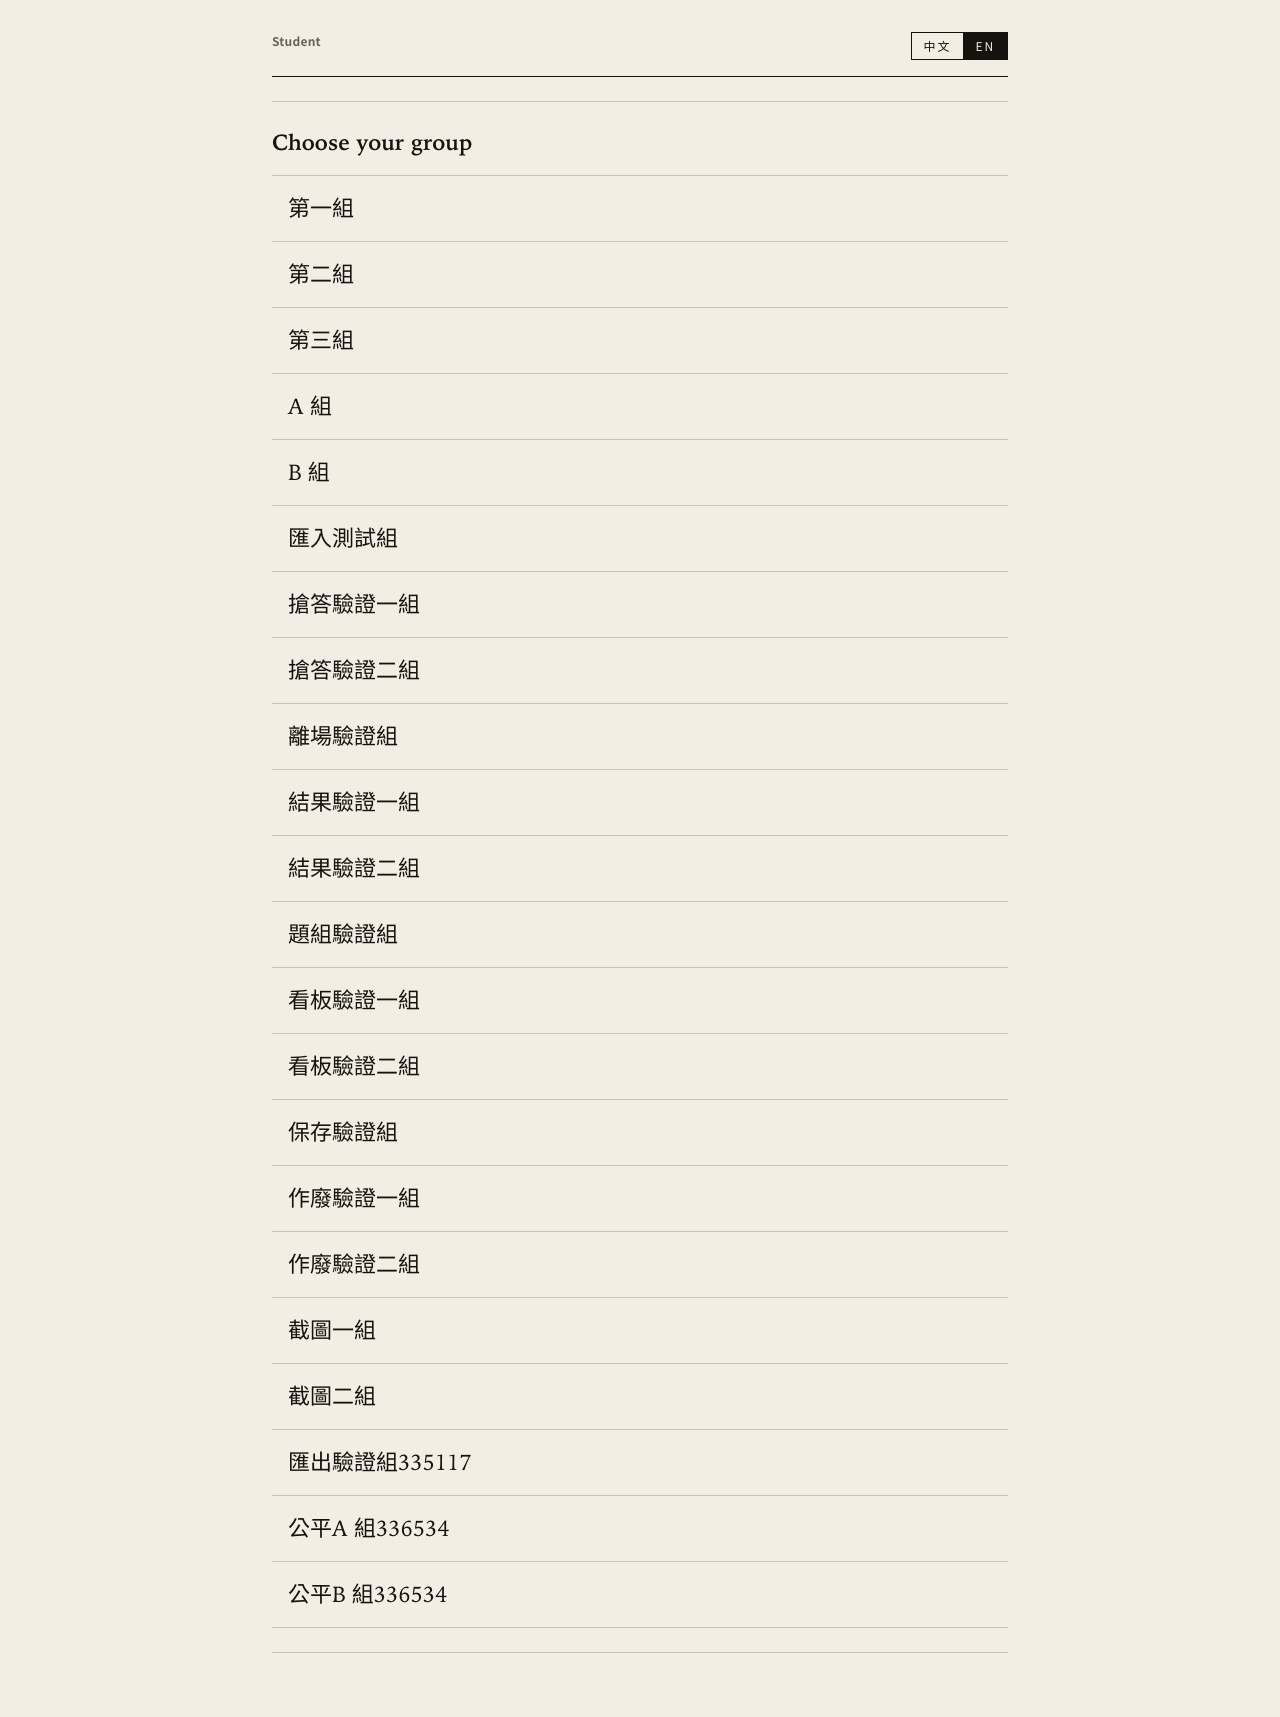 Student
中文 EN
Choose your group
第一組
第二組
第三組
A 組
B 組
匯入測試組
搶答驗證一組
搶答驗證二組
離場驗證組
結果驗證一組
結果驗證二組
題組驗證組
看板驗證一組
看板驗證二組
保存驗證組
作廢驗證一組
作廢驗證二組
截圖一組
截圖二組
匯出驗證組335117
公平A 組336534
公平B 組336534